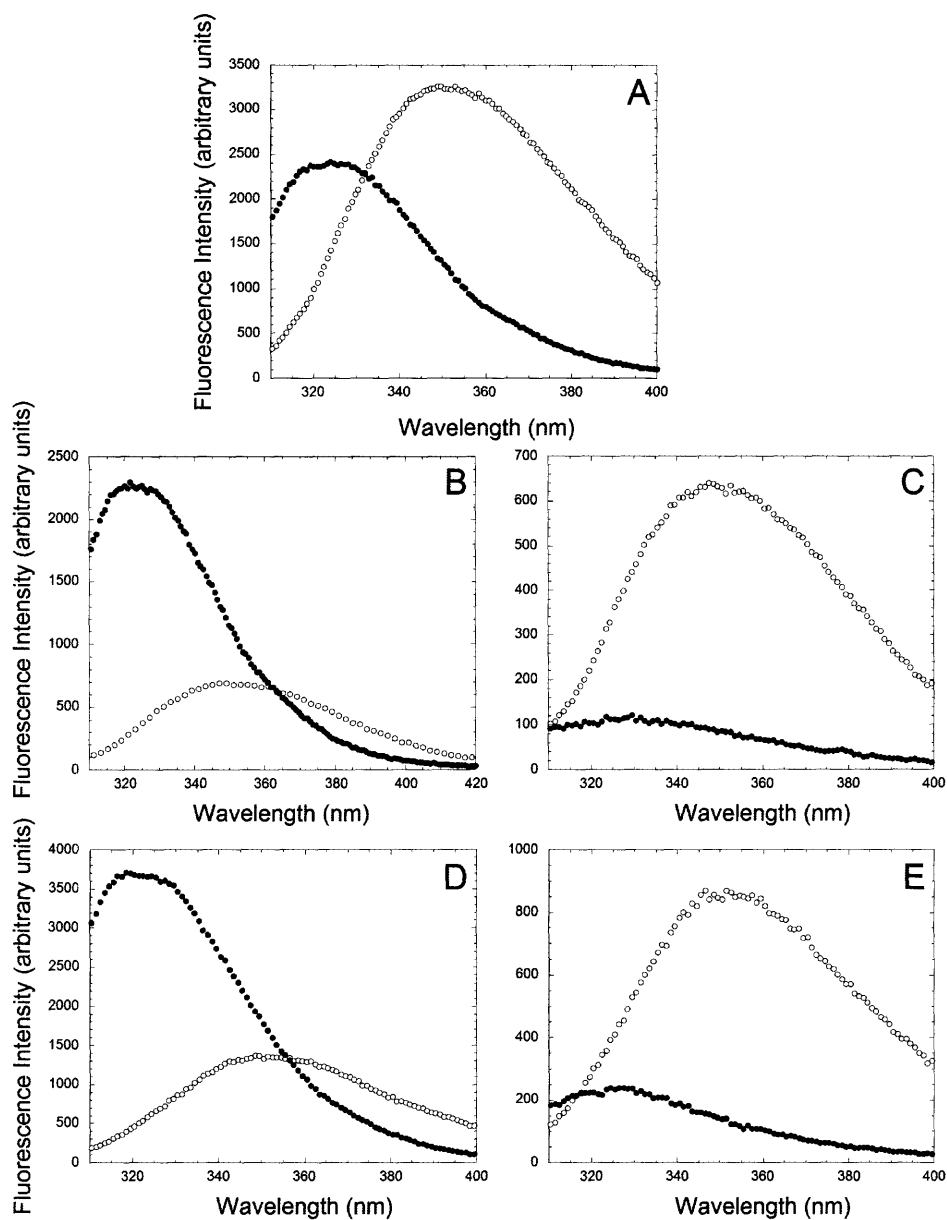 A
Fluorescence Intensity (arbitrary units)
3500
3000
2500
2000
1500
1000
500
0
320 340 360 380 400
Wavelength (nm)
B
Fluorescence Intensity (arbitrary units)
2500
2000
1500
1000
500
0
320 340 360 380 400 420
Wavelength (nm)
C
700
600
500
400
300
200
100
0
320 340 360 380 400
Wavelength (nm)
D
Fluorescence Intensity (arbitrary units)
4000
3500
3000
2500
2000
1500
1000
500
0
320 340 360 380 400
Wavelength (nm)
E
1000
800
600
400
200
0
320 340 360 380 400
Wavelength (nm)